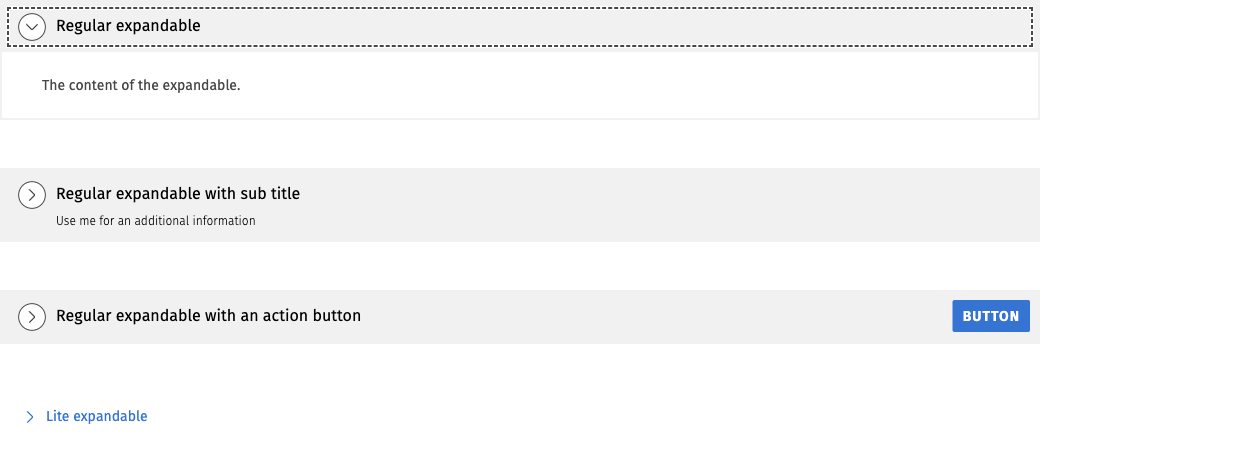 Regular expandable
The content of the expandable.
Regular expandable with sub title
Use me for an additional information
Regular expandable with an action button
BUTTON
Lite expandable